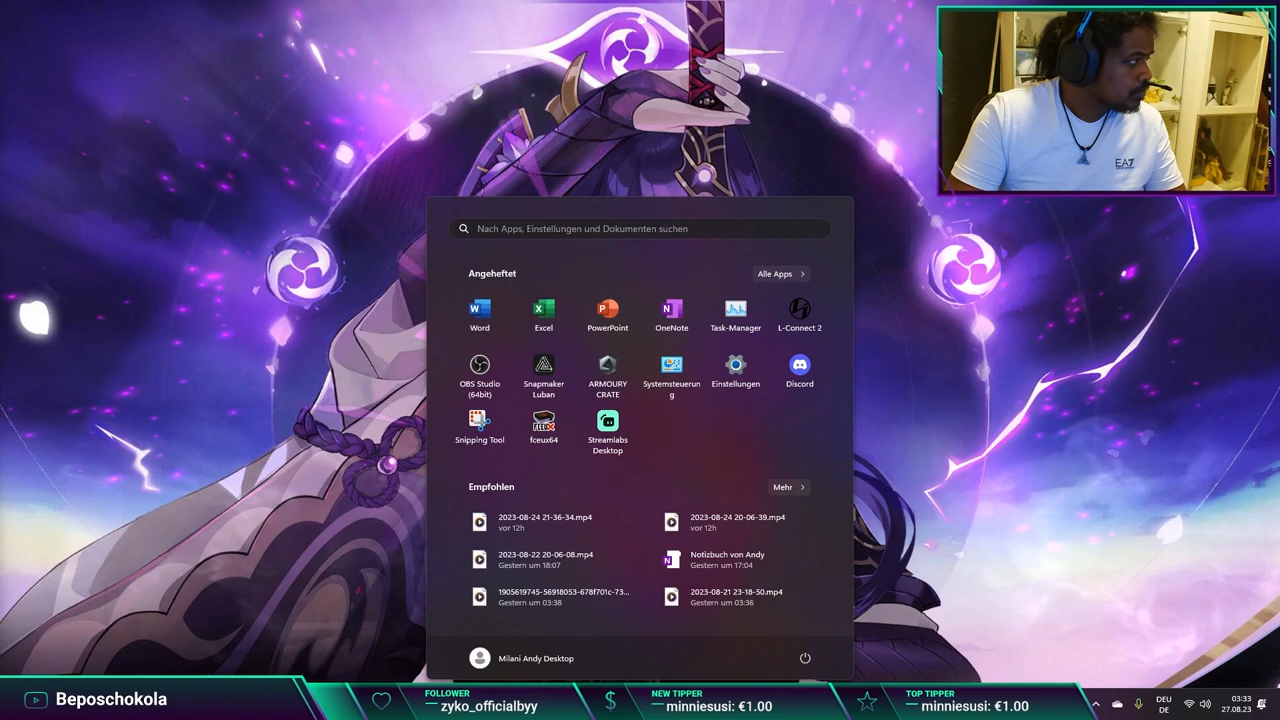 EA7
Nach Apps, Einstellungen und Dokumenten suchen
Angeheftet
Alle Apps
Word
Excel
PowerPoint
OneNote
Task-Manager
L-Connect 2
OBS Studio
(64bit)
Snapmaker
Luban
ARMOURY
CRATE
Systemsteuerun
g
Einstellungen
Discord
Snipping Tool
fceux64
Streamlabs
Desktop
Empfohlen
Mehr
2023-08-24 21-36-34.mp4
vor 12h
2023-08-24 20-06-39.mp4
vor 12h
2023-08-22 20-06-08.mp4
Gestern um 18:07
Notizbuch von Andy
Gestern um 17:04
1905619745-56918053-678f701c-73...
Gestern um 03:38
2023-08-21 23-18-50.mp4
Gestern um 03:36
Milani Andy Desktop
Beposchokola
FOLLOWER
zyko_officialbyy
NEW TIPPER
minniesusi: €1.00
TOP TIPPER
minniesusi: €1.00
DEU
DE
03:33
27.08.23